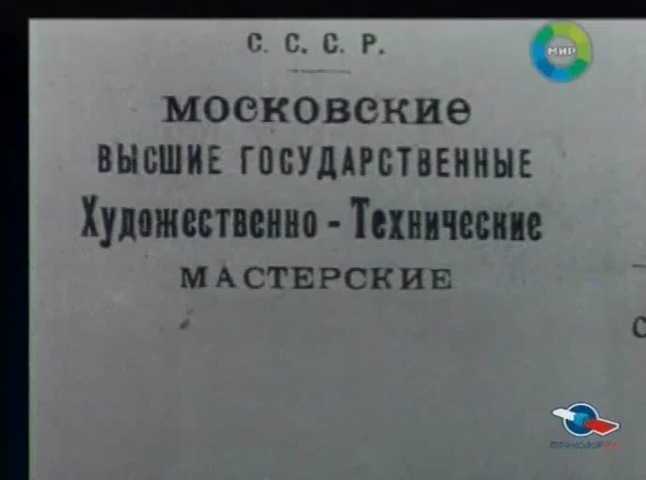 С. С. С. Р.
МИР
МОСКОВСКИЕ
ВЫСШИЕ ГОСУДАРСТВЕННЫЕ
Художественно - Технические
МАСТЕРСКИЕ